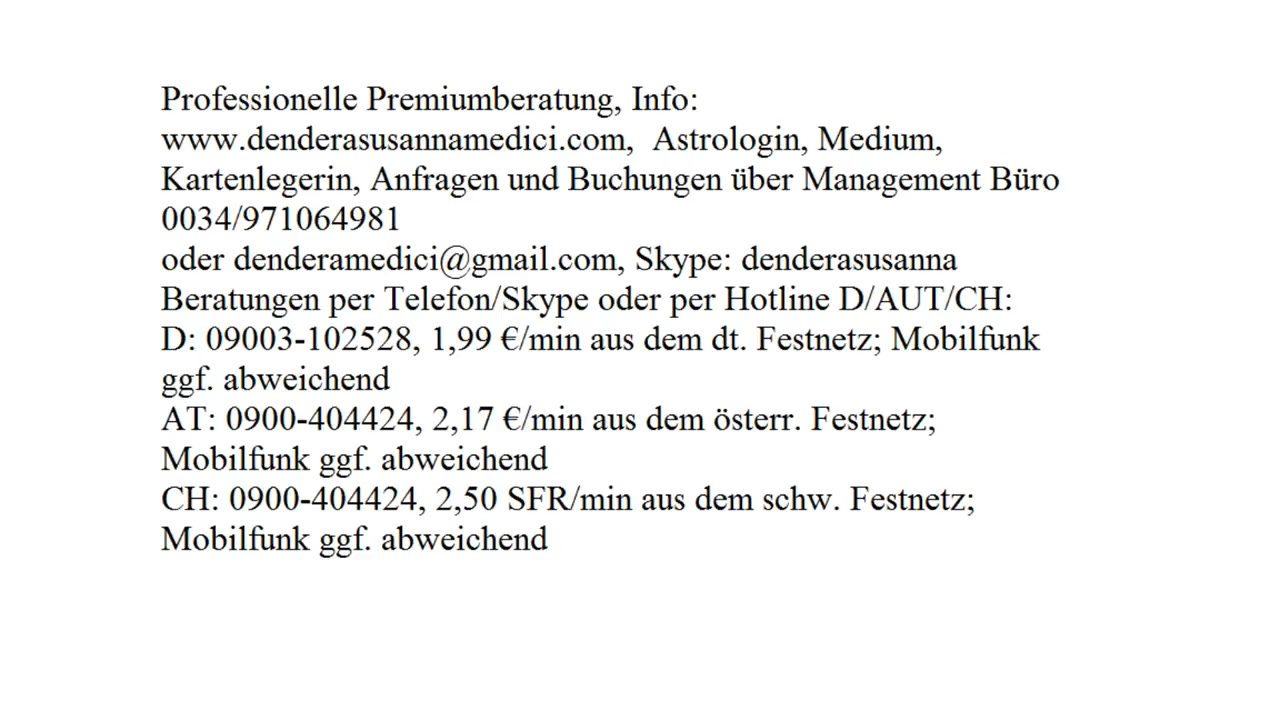 Professionelle Premiumberatung, Info:
www.denderasusannamedici.com, Astrologin, Medium,
Kartenlegerin, Anfragen und Buchungen über Management Büro
0034/971064981
oder denderamedici@gmail.com, Skype: denderasusanna
Beratungen per Telefon/Skype oder per Hotline D/AUT/CH:
D: 09003-102528, 1,99 €/min aus dem dt. Festnetz; Mobilfunk
ggf. abweichend
AT: 0900-404424, 2,17 €/min aus dem österr. Festnetz;
Mobilfunk ggf. abweichend
CH: 0900-404424, 2,50 SFR/min aus dem schw. Festnetz;
Mobilfunk ggf. abweichend